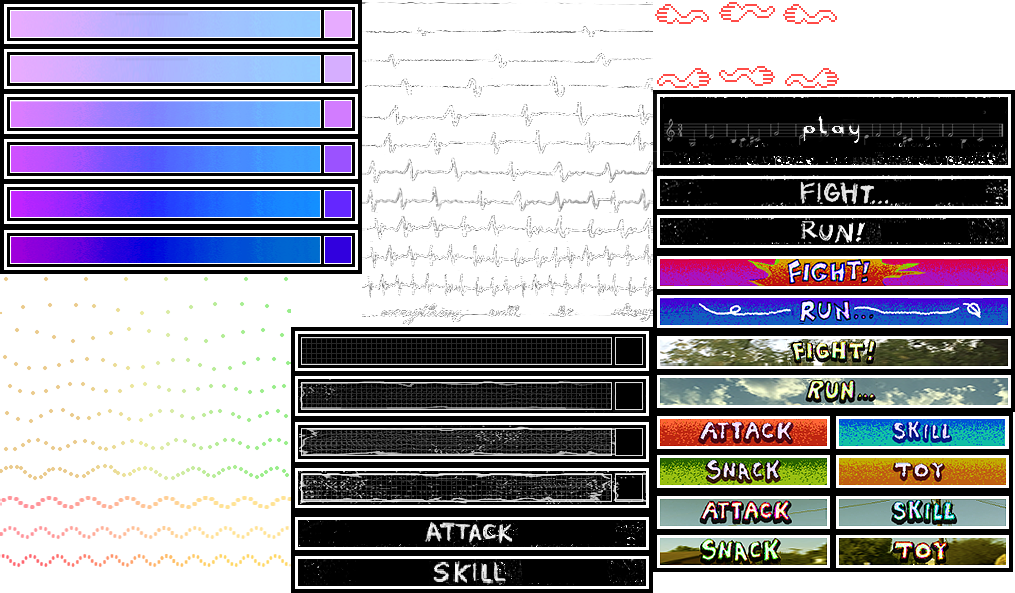 everything will be okay
play
FIGHT...
RUN!
FIGHT!
RUN...
FIGHT!
RUN...
ATTACK SKILL
SNACK TOY
ATTACK SKILL
SNACK TOY
ATTACK
SKILL